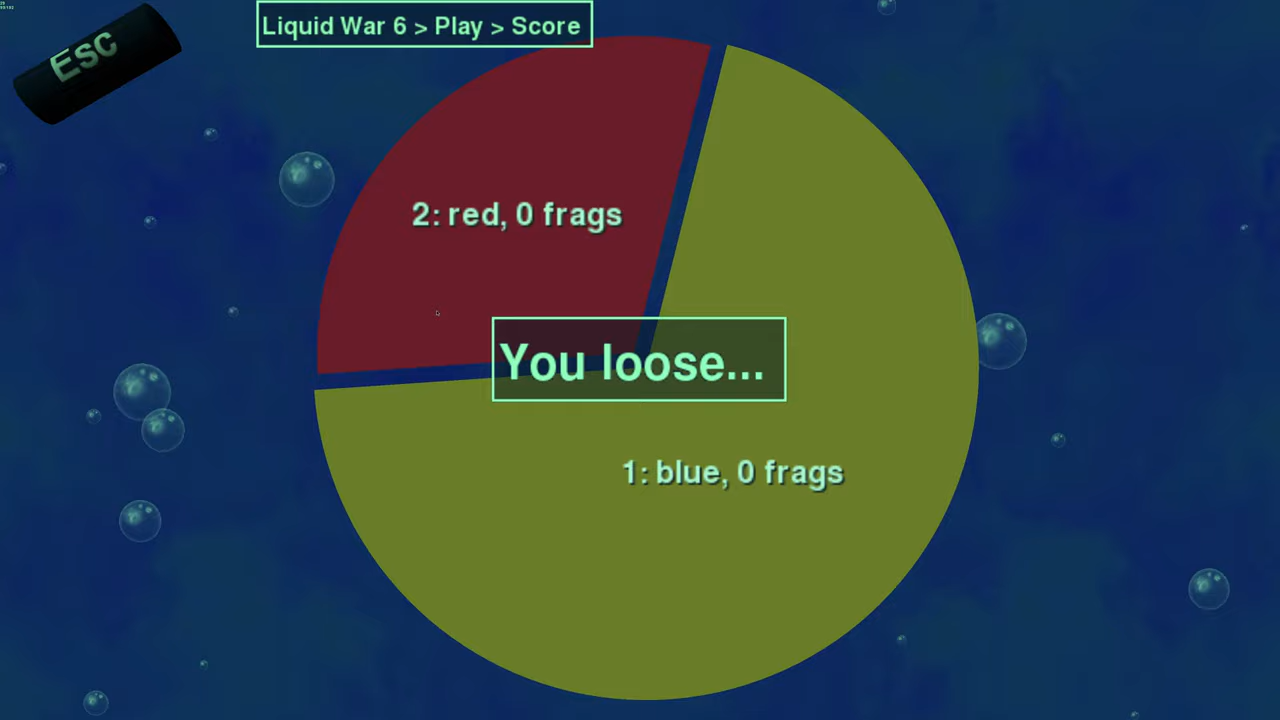 ESC
Liquid War 6 > Play > Score
2: red, 0 frags
You loose...
1: blue, 0 frags